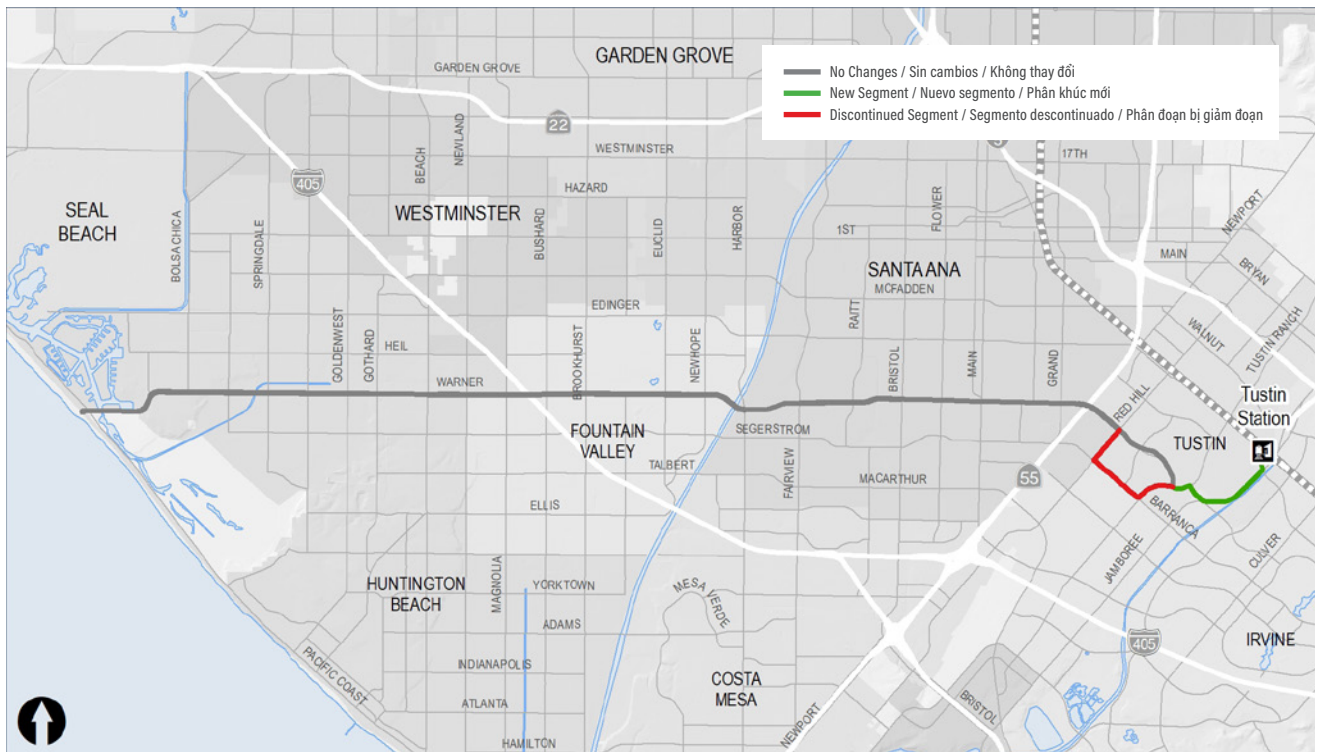 No Changes / Sin cambios / Không thay đổi
New Segment / Nuevo segmento / Phân khúc mới
Discontinued Segment / Segmento descontinuado / Phân đoạn bị giảm đoạn
GARDEN GROVE
GARDEN GROVE
22
WESTMINSTER
17TH
405
BEACH
NEWLAND
HAZARD
SEAL
BEACH
WESTMINSTER
BOLSA CHICA
SPRINGDALE
BUSHARD
EUCLID
HARBOR
1ST
FLOWER
NEWPORT
MAIN
BRYAN
SANTA ANA
MCFADDEN
EDINGER
RAITT
WALNUT
TUSTIN RANCH
GOLDENWEST
GOTHARD
HEIL
BROOKHURST
NEWHOPE
BRISTOL
MAIN
GRAND
WARNER
RED HILL
Tustin
Station
FOUNTAIN
VALLEY
SEGERSTROM
TUSTIN
TALBERT
FAIRVIEW
MACARTHUR
55
ELLIS
BARRANCA
JAMBOREE
CULVER
HUNTINGTON
BEACH
MAGNOLIA
YORKTOWN
MESA VERDE
ADAMS
405
IRVINE
PACIFIC COAST
INDIANAPOLIS
COSTA
MESA
ATLANTA
NEWPORT
BRISTOL
HAMILTON